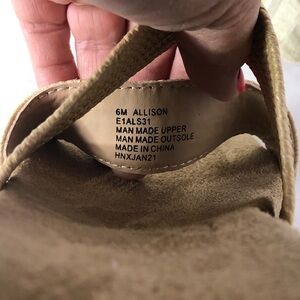 6M ALLISON
E1ALS31
MAN MADE UPPER
MAN MADE OUTSOLE
MADE IN CHINA
HNXJAN21